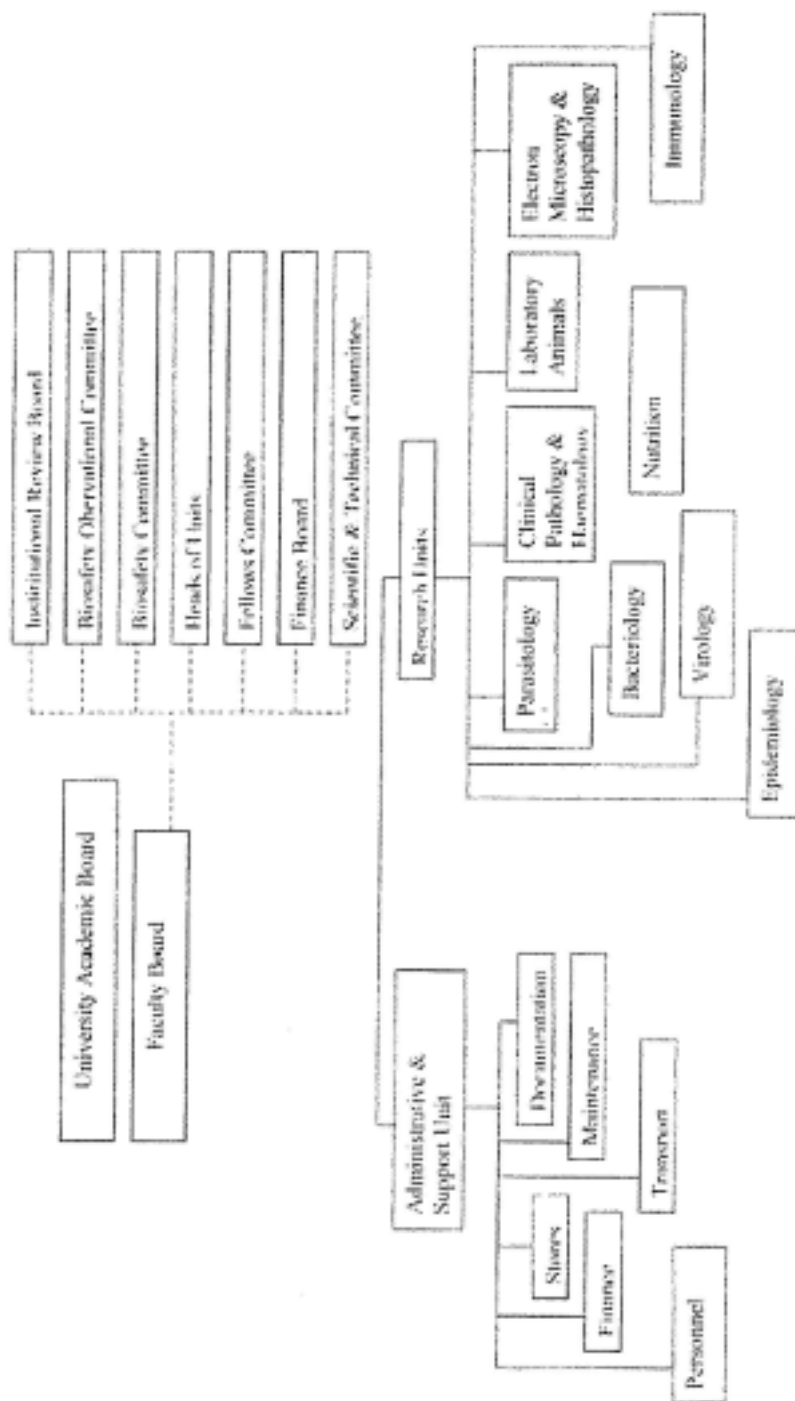 University Academic Board
Faculty Board
Institutional Review Board
Biosafety Obervational Committee
Biosafety Committee
Heads of Units
Fellows Committee
Finance Board
Scientific & Technical Committee
Administrative &
Support Unit
Research Units
Personnel
Finance
Stores
Transport
Maintenance
Documentation
Epidemiology
Virology
Bacteriology
Parasitology
Clinical
Pathology &
Haematology
Nutrition
Laboratory
Animals
Electron
Microscopy &
Histopathology
Immunology